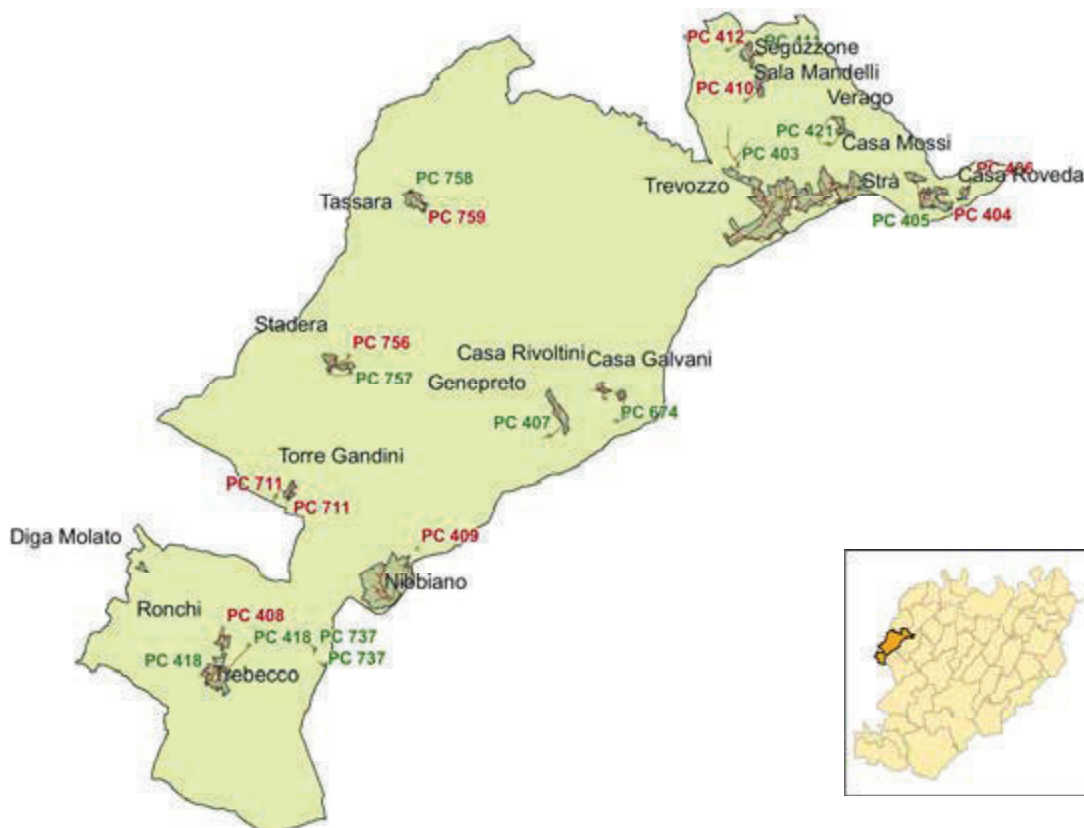 PC 412 PC 411
Seguzzone
Sala Mandelli
PC 410
Verago
PC 421
Casa Mossi
PC 403
PC 406
Trevozzo
Strà
Casa Roveda
PC 405
PC 404
PC 758
Tassara
PC 759
Stadera
PC 756
PC 757
Casa Rivoltini
Casa Galvani
Genepreto
PC 407
PC 674
Torre Gandini
PC 711
PC 711
Diga Molato
PC 409
Nibbiano
Ronchi
PC 408
PC 418 PC 737
PC 418
PC 737
Trebecco